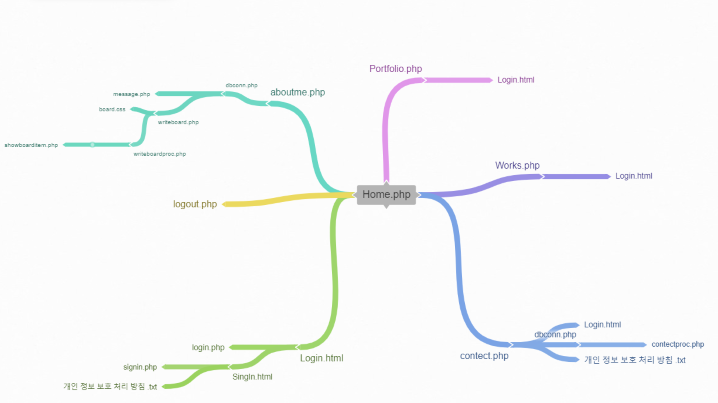 Portfolio.php
Login.html
dbconn.php
aboutme.php
message.php
board.css
writeboard.php
showboarditem.php
writeboardproc.php
Works.php
Login.html
Home.php
logout.php
Login.html
dbconn.php
contectproc.php
contect.php
개인 정보 보호 처리 방침 .txt
login.php
Login html
signin.php
SingIn.html
개인 정보 보호 처리 방침 .txt